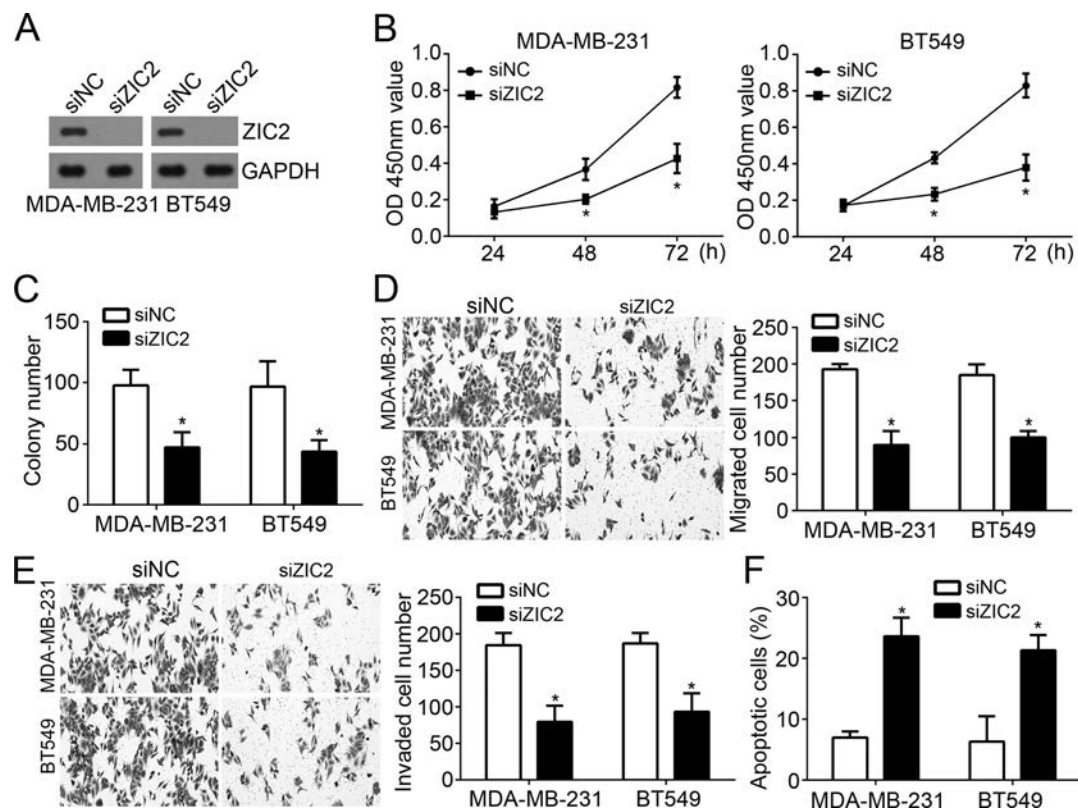 A
siNC siZIC2 siNC siZIC2
ZIC2
GAPDH
MDA-MB-231 BT549
B
MDA-MB-231
siNC
siZIC2
OD 450nm value
1.0
0.8
0.6
0.4
0.2
0.0
*
*
24 48 72 (h)
BT549
siNC
siZIC2
OD 450nm value
1.0
0.8
0.6
0.4
0.2
0.0
*
*
24 48 72 (h)
C
siNC
siZIC2
Colony number
150
100
50
0
*
*
MDA-MB-231 BT549
D
siNC siZIC2
MDA-MB-231
BT549
siNC
siZIC2
Migrated cell number
250
200
150
100
50
0
*
*
MDA-MB-231 BT549
E
siNC siZIC2
MDA-MB-231
BT549
siNC
siZIC2
Invaded cell number
250
200
150
100
50
0
*
*
MDA-MB-231 BT549
F
siNC
siZIC2
Apoptotic cells (%)
30
20
10
0
*
*
MDA-MB-231 BT549